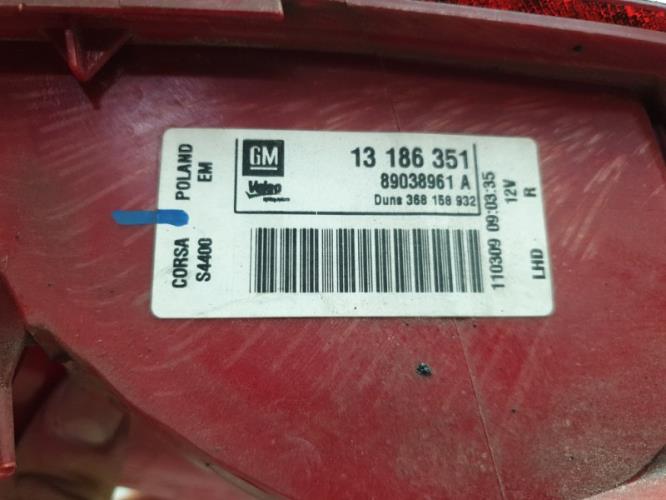 GM
13 186 351
Valeo
89038961 A
Duns 368 158 932
CORSA POLAND
S4400 EM
110309 09:03:35
12V
LHD R